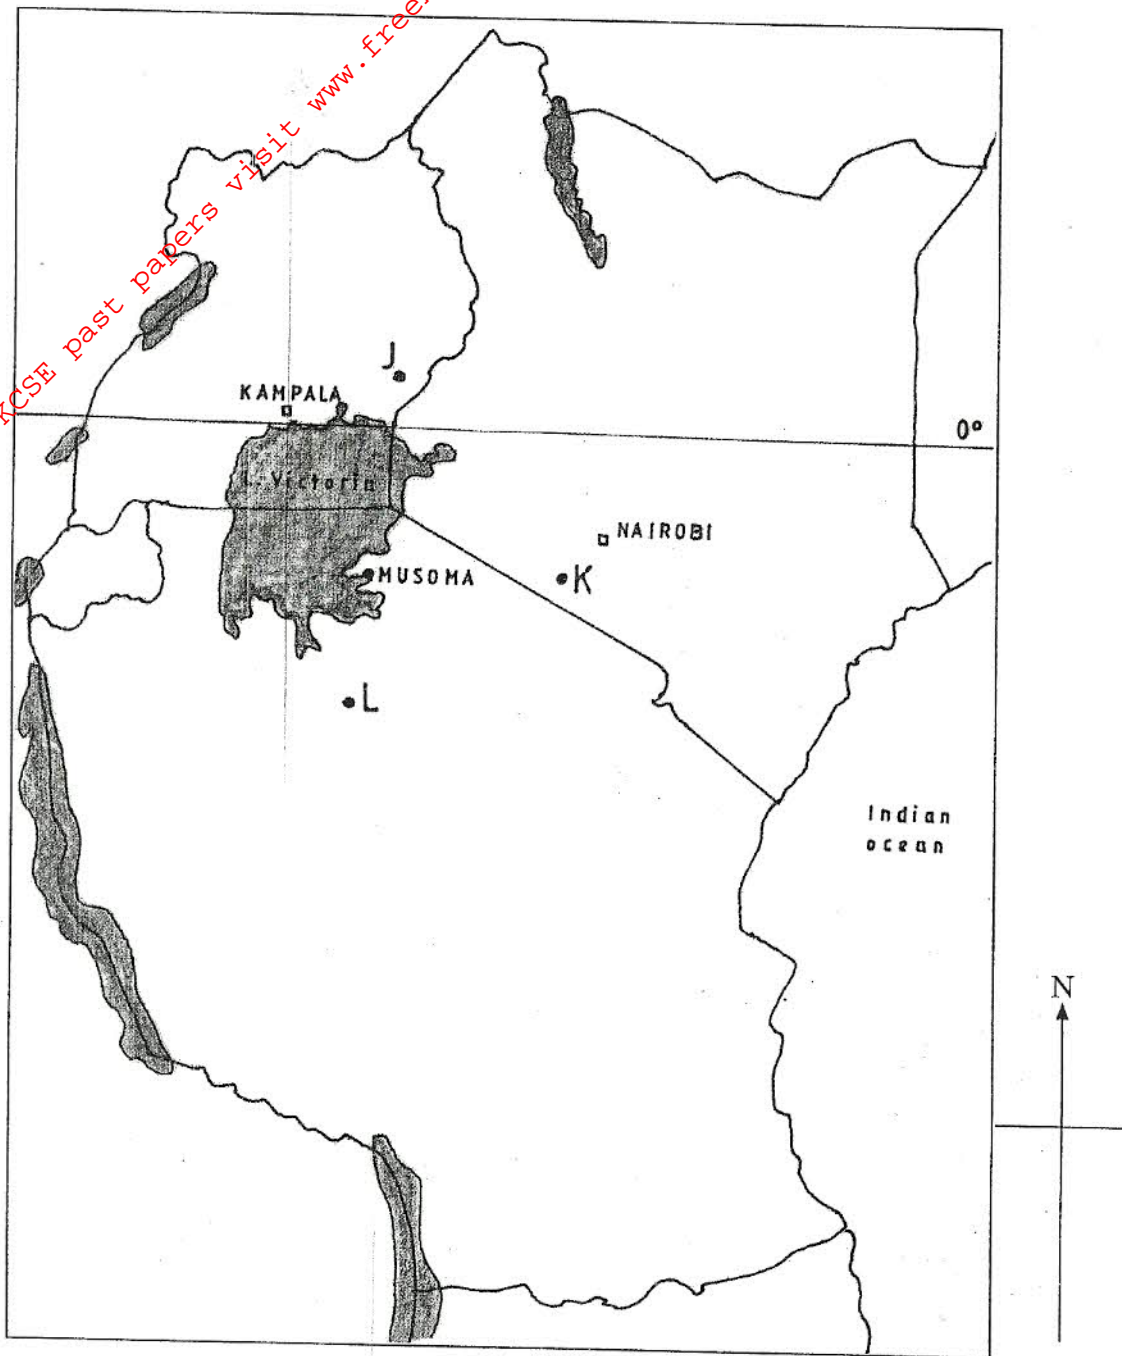 KCSE past papers visit www.free
J
KAMPALA
0°
L. Victoria
NAIROBI
MUSOMA
K
L
Indian
ocean
N